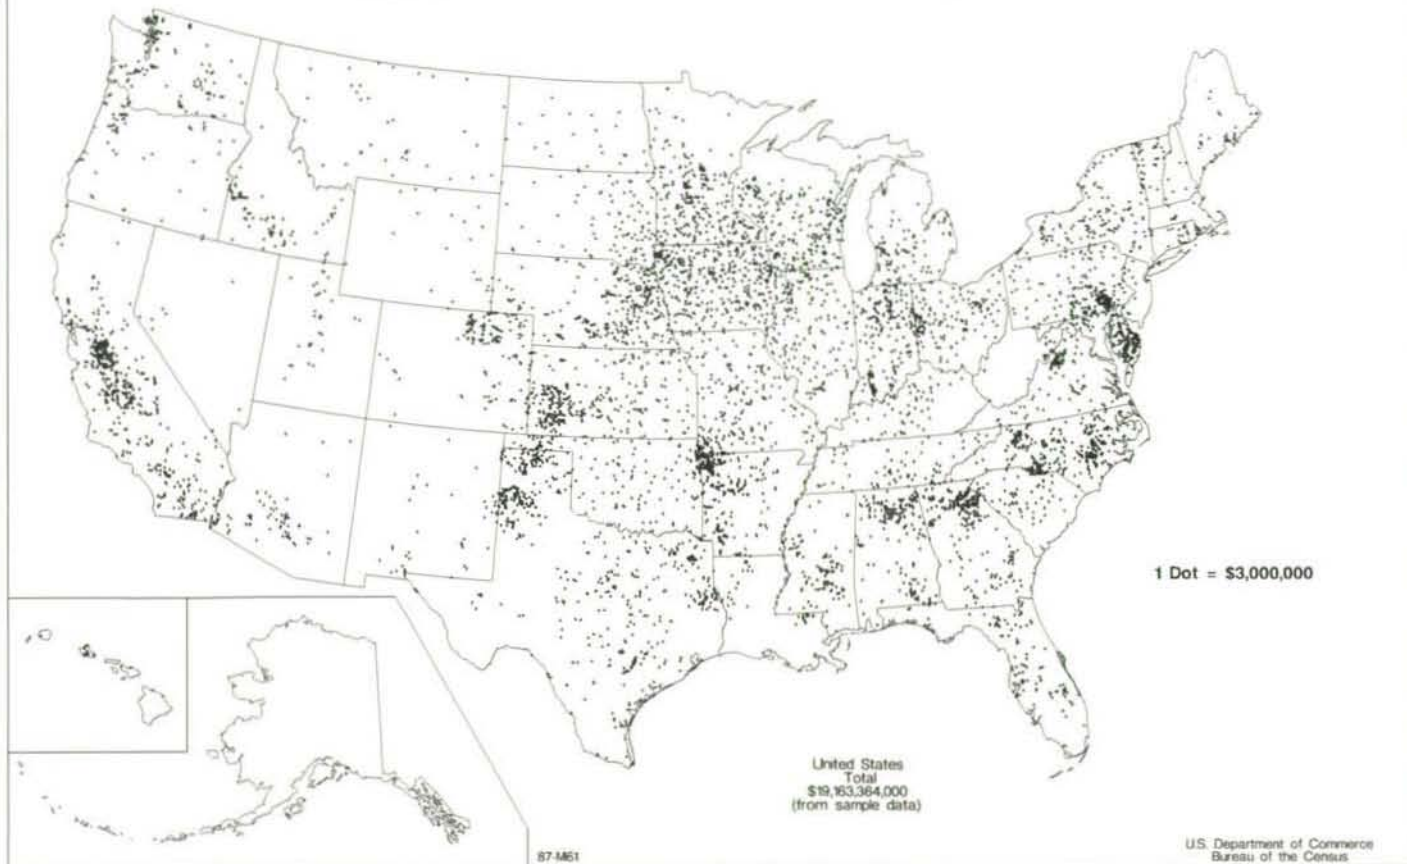 1 Dot = $3,000,000
United States
Total
$19,163,364,000
(from sample data)
87-M61
U.S. Department of Commerce
Bureau of the Census